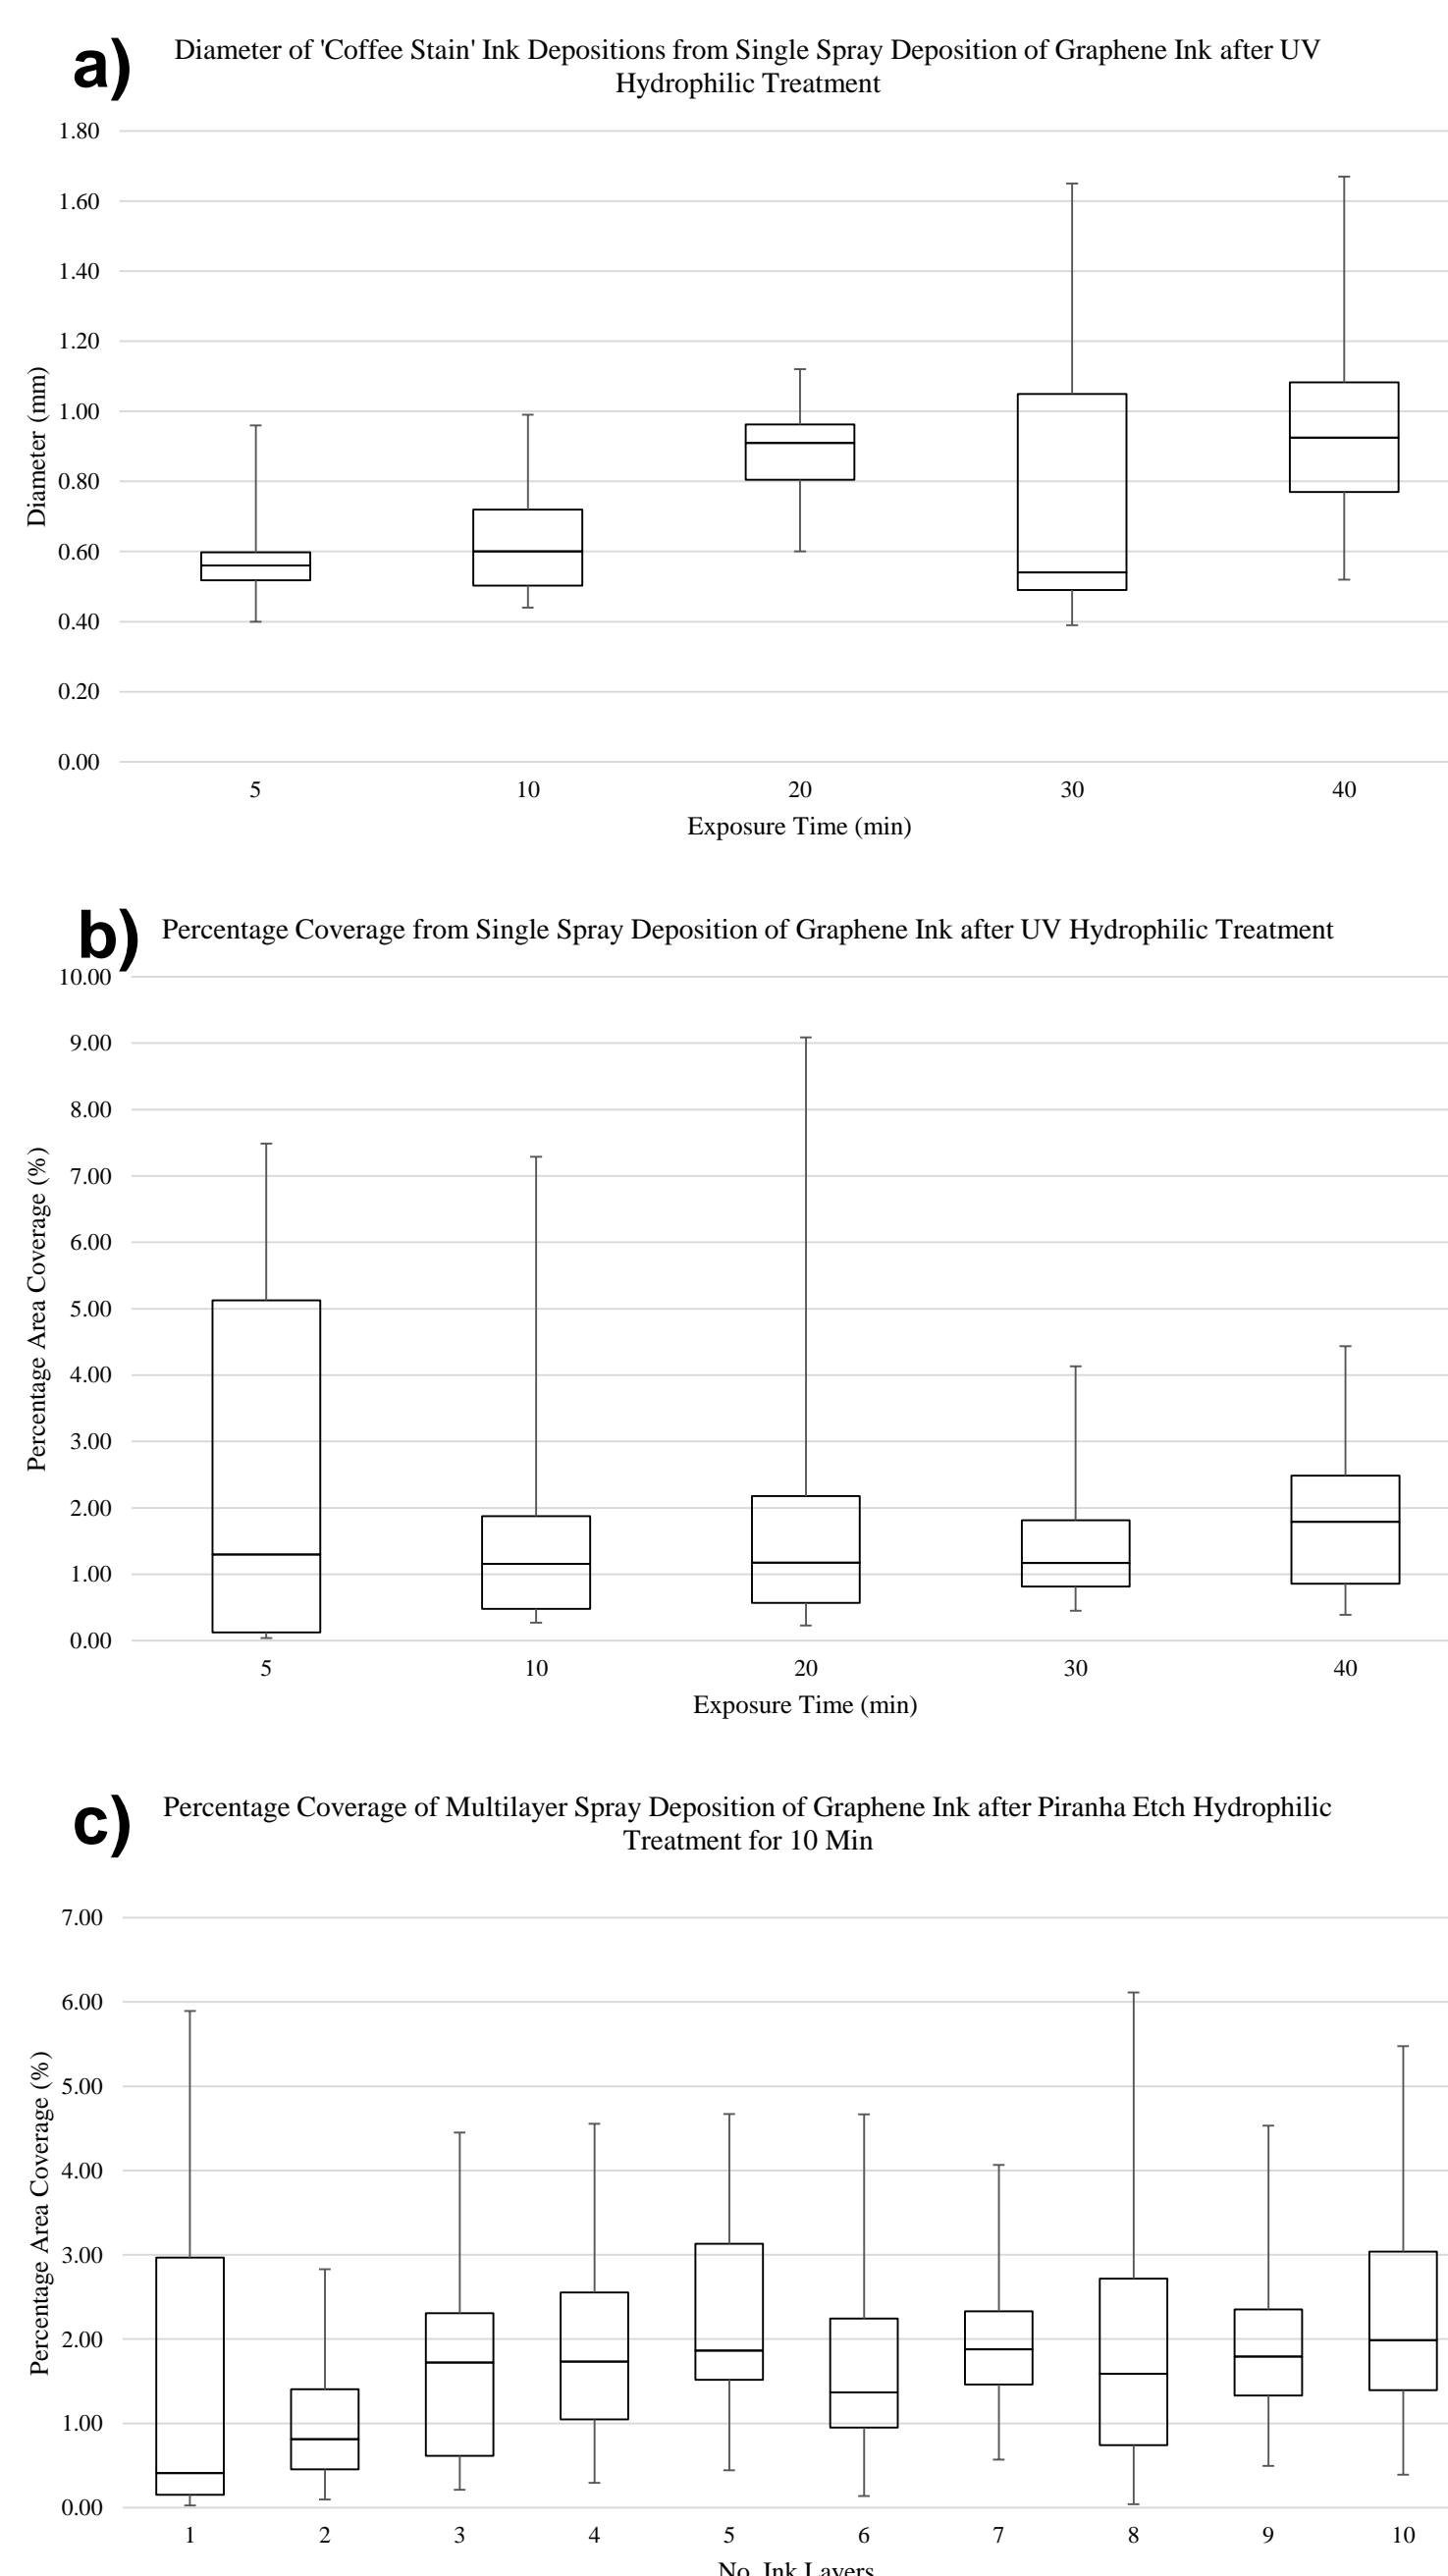 a)
Diameter of 'Coffee Stain' Ink Depositions from Single Spray Deposition of Graphene Ink after UV
Hydrophilic Treatment
1.80
1.60
1.40
1.20
1.00
0.80
0.60
0.40
0.20
0.00
Diameter (mm)
5 10 20 30 40
Exposure Time (min)
b)
Percentage Coverage from Single Spray Deposition of Graphene Ink after UV Hydrophilic Treatment
10.00
9.00
8.00
7.00
6.00
5.00
4.00
3.00
2.00
1.00
0.00
Percentage Area Coverage (%)
5 10 20 30 40
Exposure Time (min)
c)
Percentage Coverage of Multilayer Spray Deposition of Graphene Ink after Piranha Etch Hydrophilic
Treatment for 10 Min
7.00
6.00
5.00
4.00
3.00
2.00
1.00
0.00
Percentage Area Coverage (%)
1 2 3 4 5 6 7 8 9 10
No. Ink Layers